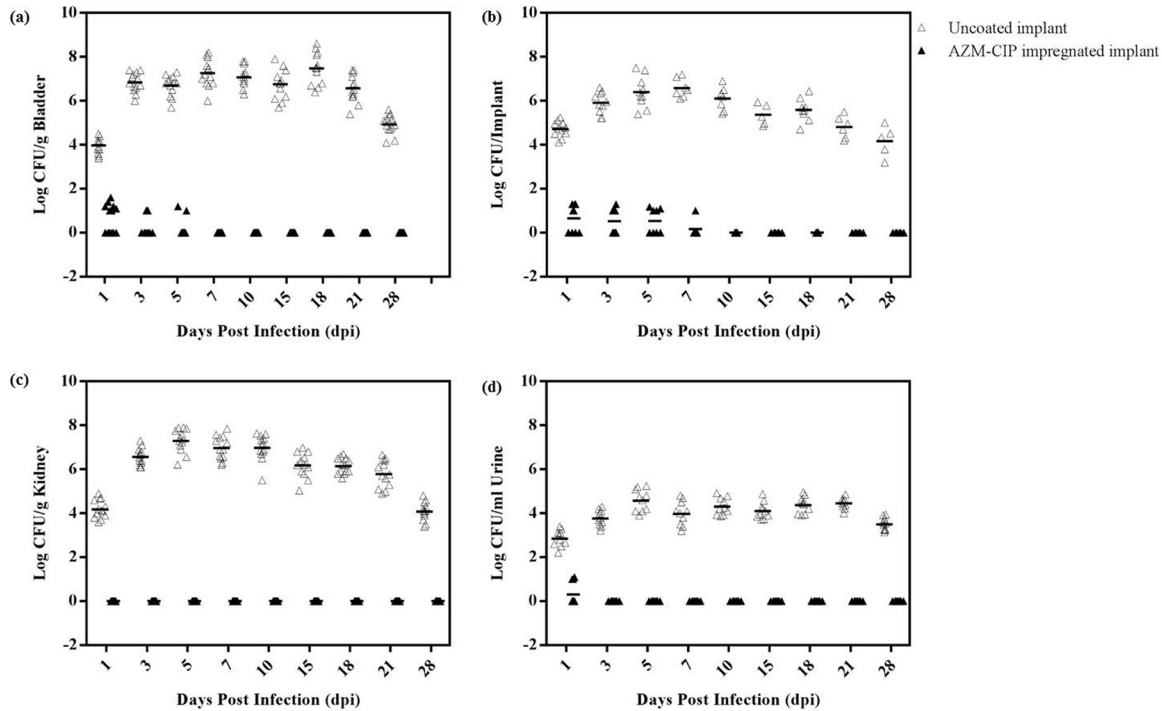 (a)
Log CFU/g Bladder
10
8
6
4
2
0
-2
1 3 5 7 10 15 18 21 28
Days Post Infection (dpi)
(b)
Log CFU/Implant
10
8
6
4
2
0
-2
1 3 5 7 10 15 18 21 28
Days Post Infection (dpi)
Uncoated implant
AZM-CIP impregnated implant
(c)
Log CFU/g Kidney
10
8
6
4
2
0
-2
1 3 5 7 10 15 18 21 28
Days Post Infection (dpi)
(d)
Log CFU/ml Urine
10
8
6
4
2
0
-2
1 3 5 7 10 15 18 21 28
Days Post Infection (dpi)